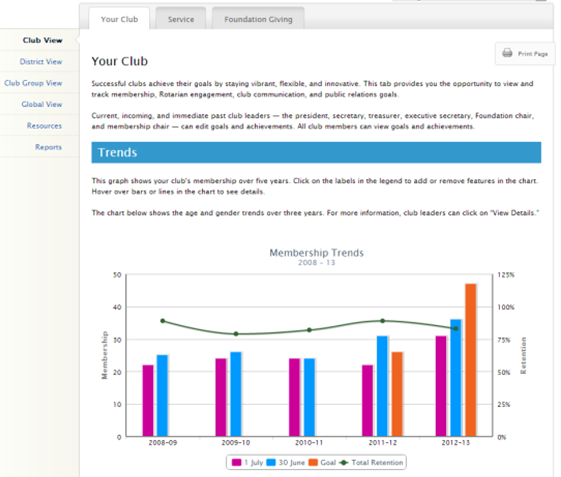 Your Club Service Foundation Giving
Club View
District View
Club Group View
Global View
Resources
Reports
Print Page
Your Club
Successful clubs achieve their goals by staying vibrant, flexible, and innovative. This tab provides you the opportunity to view and
track membership, Rotarian engagement, club communication, and public relations goals.
Current, incoming, and immediate past club leaders — the president, secretary, treasurer, executive secretary, Foundation chair,
and membership chair — can edit goals and achievements. All club members can view goals and achievements.
Trends
This graph shows your club's membership over five years. Click on the labels in the legend to add or remove features in the chart.
Hover over bars or lines in the chart to see details.
The chart below shows the age and gender trends over three years. For more information, club leaders can click on "View Details."
Membership Trends
2008 - 13
50 125%
40 100%
30 75%
20 50%
10 25%
0 0%
Membership
Retention
2008-09 2009-10 2010-11 2011-12 2012-13
1 July 30 June Goal Total Retention